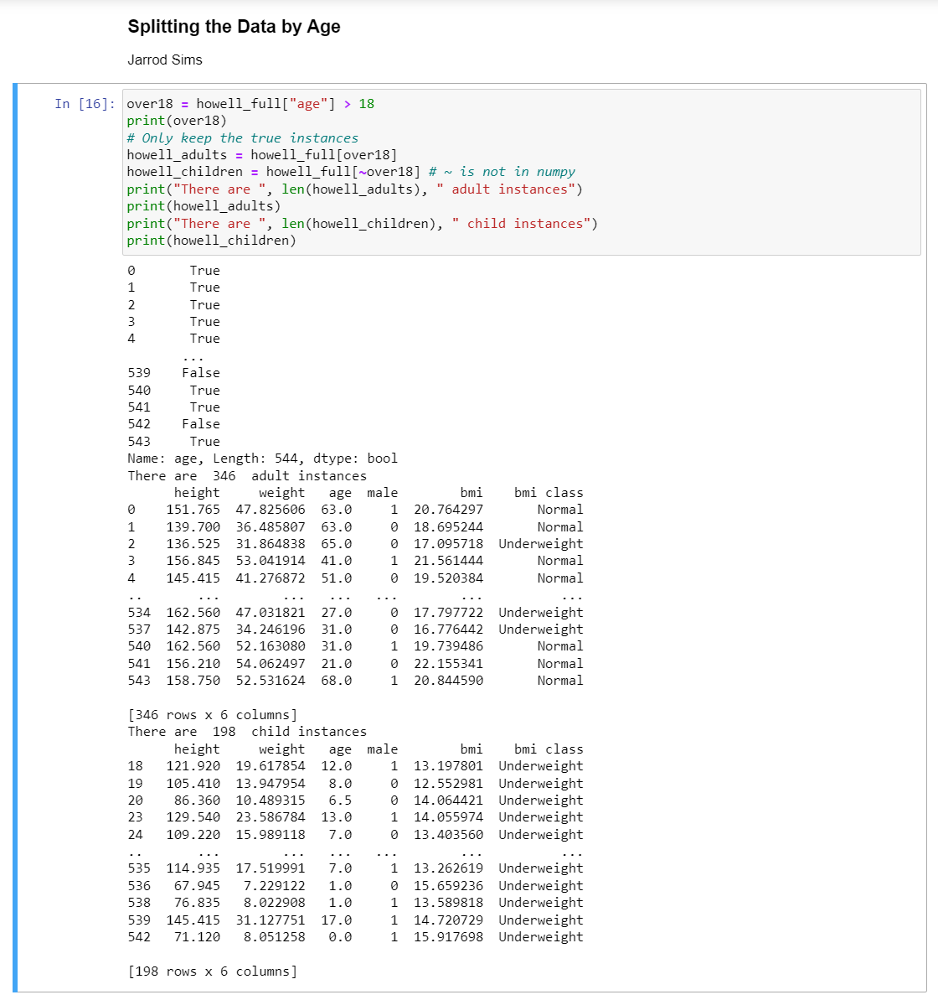 Splitting the Data by Age
Jarrod Sims
In [16]: over18 = howell_full["age"] > 18
print(over18)
# Only keep the true instances
howell_adults = howell_full[over18]
howell_children = howell_full[~over18] # ~ is not in numpy
print("There are ", len(howell_adults), " adult instances")
print(howell_adults)
print("There are ", len(howell_children), " child instances")
print(howell_children)
0       True
1       True
2       True
3       True
4       True
       ...
539    False
540     True
541     True
542    False
543     True
Name: age, Length: 544, dtype: bool
There are  346  adult instances
      height     weight   age  male        bmi    bmi class
0    151.765  47.825606  63.0     1  20.764297       Normal
1    139.700  36.485807  63.0     0  18.695244       Normal
2    136.525  31.864838  65.0     0  17.095718  Underweight
3    156.845  53.041914  41.0     1  21.561444       Normal
4    145.415  41.276872  51.0     0  19.520384       Normal
..       ...        ...   ...   ...        ...          ...
534  162.560  47.031821  27.0     0  17.797722  Underweight
537  142.875  34.246196  31.0     0  16.776442  Underweight
540  162.560  52.163080  31.0     1  19.739486       Normal
541  156.210  54.062497  21.0     0  22.155341       Normal
543  158.750  52.531624  68.0     1  20.844590       Normal
[346 rows x 6 columns]
There are  198  child instances
      height     weight   age  male        bmi    bmi class
18   121.920  19.617854  12.0     1  13.197801  Underweight
19   105.410  13.947954   8.0     0  12.552981  Underweight
20    86.360  10.489315   6.5     0  14.064421  Underweight
23   129.540  23.586784  13.0     1  14.055974  Underweight
24   109.220  15.989118   7.0     0  13.403560  Underweight
..       ...        ...   ...   ...        ...          ...
535  114.935  17.519991   7.0     1  13.262619  Underweight
536   67.945   7.229122   1.0     0  15.659236  Underweight
538   76.835   8.022908   1.0     1  13.589818  Underweight
539  145.415  31.127751  17.0     1  14.720729  Underweight
542   71.120   8.051258   0.0     1  15.917698  Underweight
[198 rows x 6 columns]